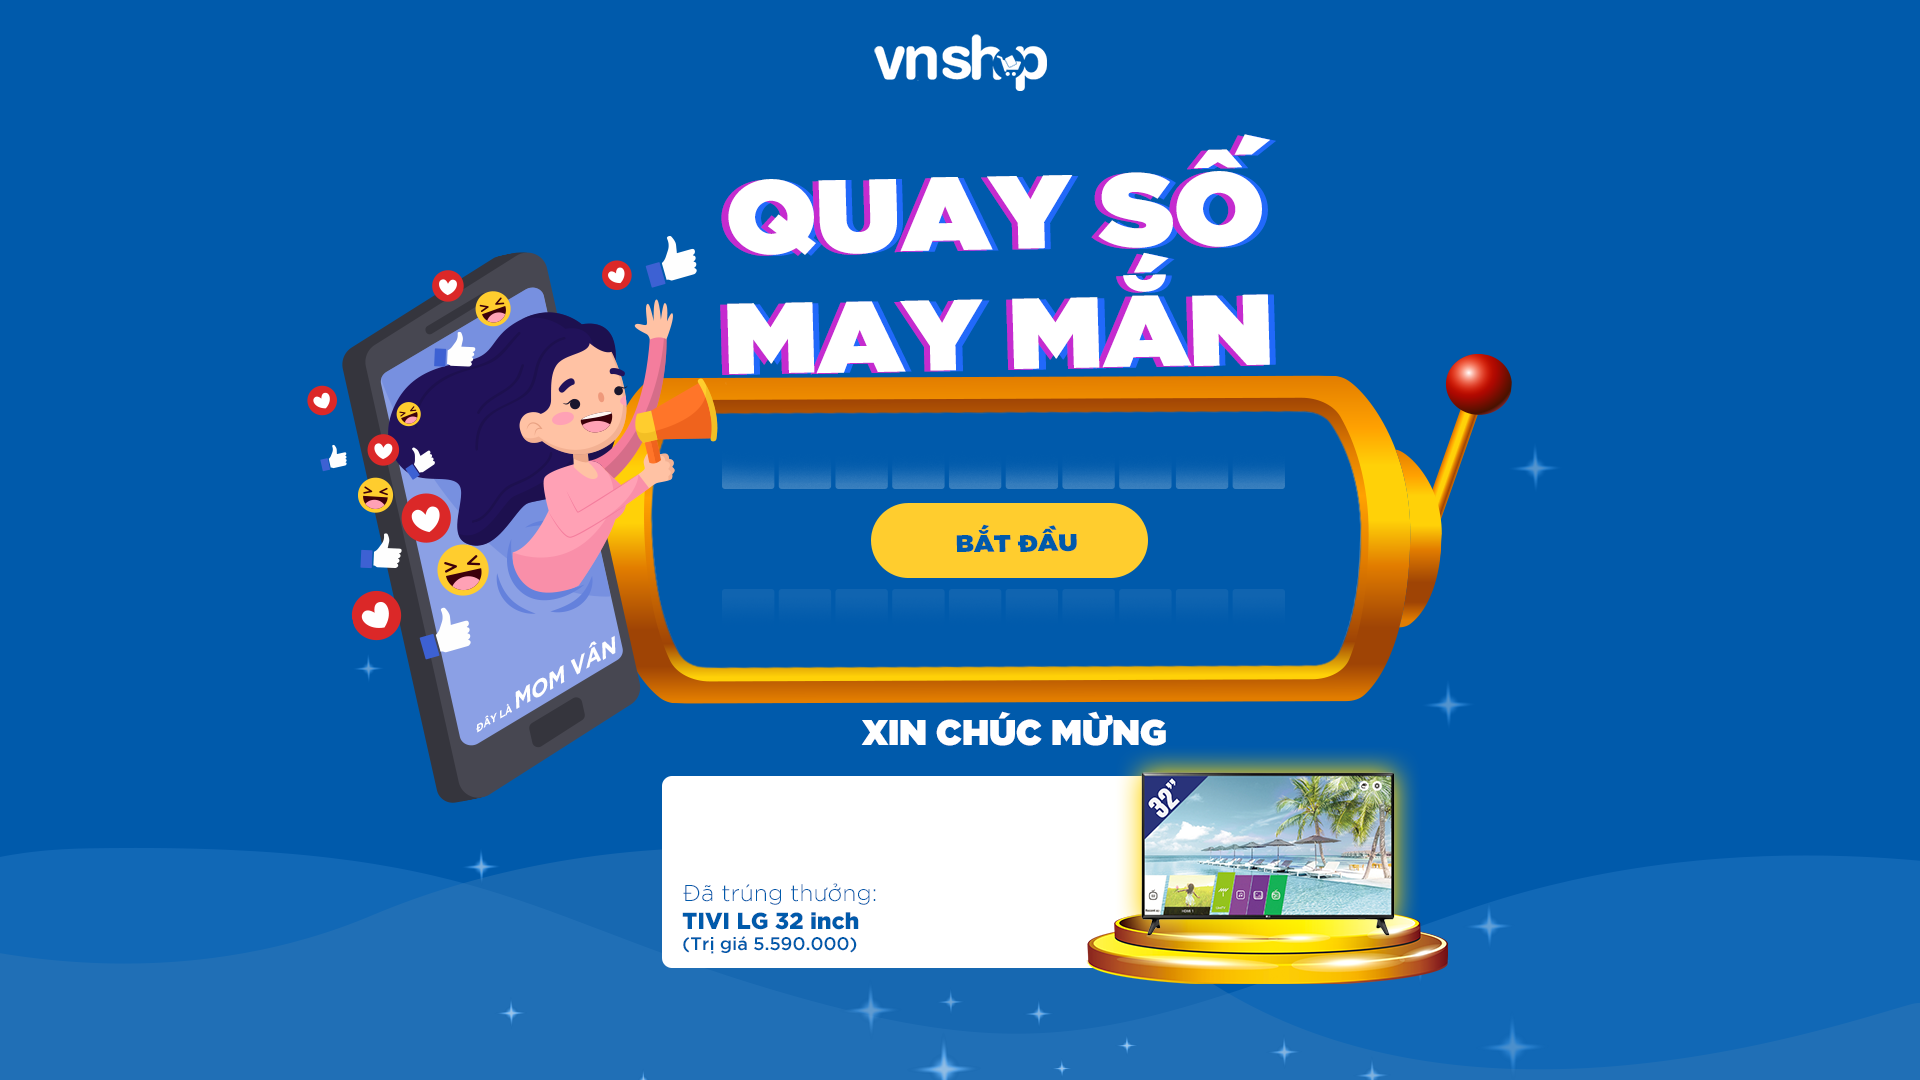 vnshop
QUAY SỐ
MAY MẮN
BẮT ĐẦU
ĐÂY LÀ MOM VÂN
XIN CHÚC MỪNG
32”
Đã trúng thưởng:
TIVI LG 32 inch
(Trị giá 5.590.000)